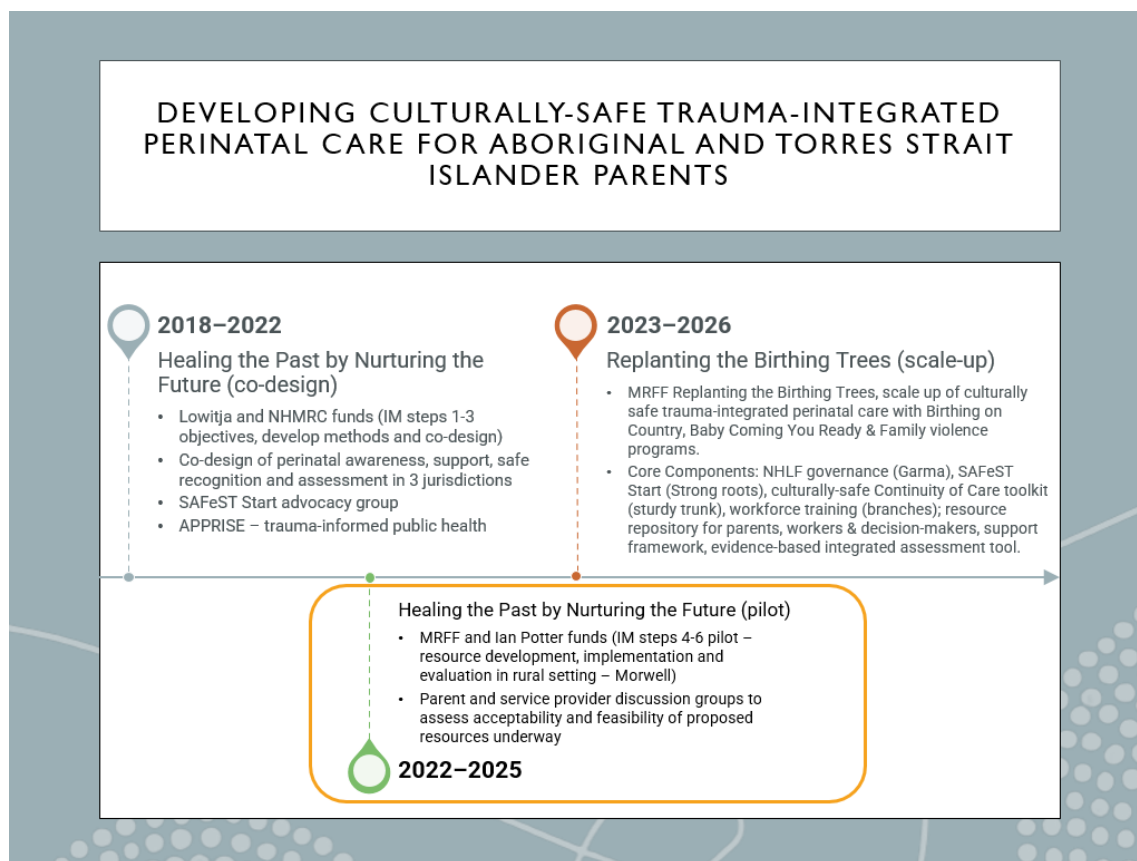 DEVELOPING CULTURALLY-SAFE TRAUMA-INTEGRATED
PERINATAL CARE FOR ABORIGINAL AND TORRES STRAIT
ISLANDER PARENTS
2018–2022
Healing the Past by Nurturing the
Future (co-design)
• Lowitja and NHMRC funds (IM steps 1-3
objectives, develop methods and co-design)
• Co-design of perinatal awareness, support, safe
recognition and assessment in 3 jurisdictions
• SAFeST Start advocacy group
• APPRISE – trauma-informed public health
2023–2026
Replanting the Birthing Trees (scale-up)
• MRFF Replanting the Birthing Trees, scale up of culturally
safe trauma-integrated perinatal care with Birthing on
Country, Baby Coming You Ready & Family violence
programs.
• Core Components: NHLF governance (Garma), SAFeST
Start (Strong roots), culturally-safe Continuity of Care toolkit
(sturdy trunk), workforce training (branches); resource
repository for parents, workers & decision-makers, support
framework, evidence-based integrated assessment tool.
Healing the Past by Nurturing the Future (pilot)
• MRFF and Ian Potter funds (IM steps 4-6 pilot –
resource development, implementation and
evaluation in rural setting – Morwell)
• Parent and service provider discussion groups to
assess acceptability and feasibility of proposed
resources underway
2022–2025